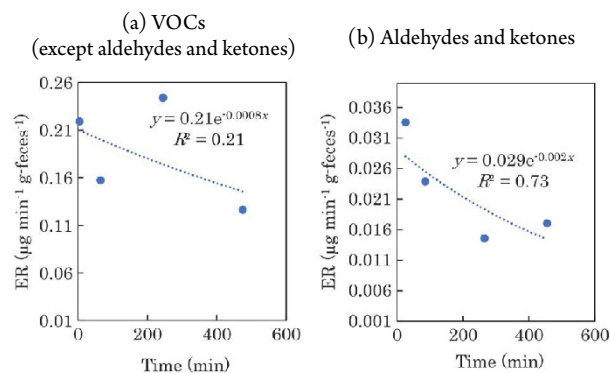 (a) VOCs
(except aldehydes and ketones)
ER (µg min⁻¹ g-feces⁻¹)
0.26
0.21
0.16
0.11
0.06
0.01
y = 0.21e⁻⁰·⁰⁰⁰⁸ˣ
R² = 0.21
0 200 400 600
Time (min)
(b) Aldehydes and ketones
ER (µg min⁻¹ g-feces⁻¹)
0.036
0.031
0.026
0.021
0.016
0.011
0.006
0.001
y = 0.029e⁻⁰·⁰⁰²ˣ
R² = 0.73
0 200 400 600
Time (min)